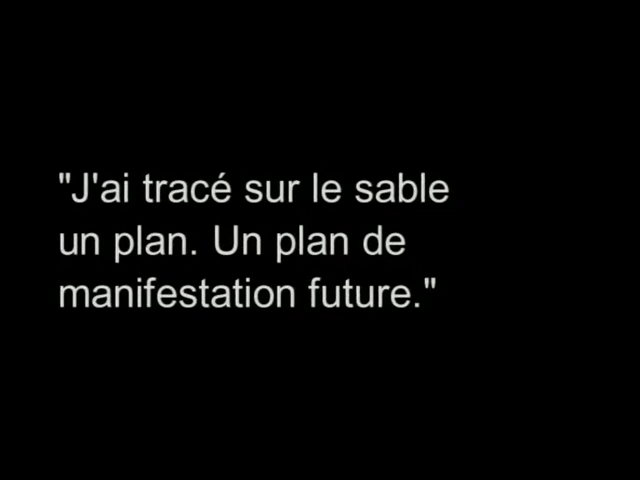 "J'ai tracé sur le sable
un plan. Un plan de
manifestation future."